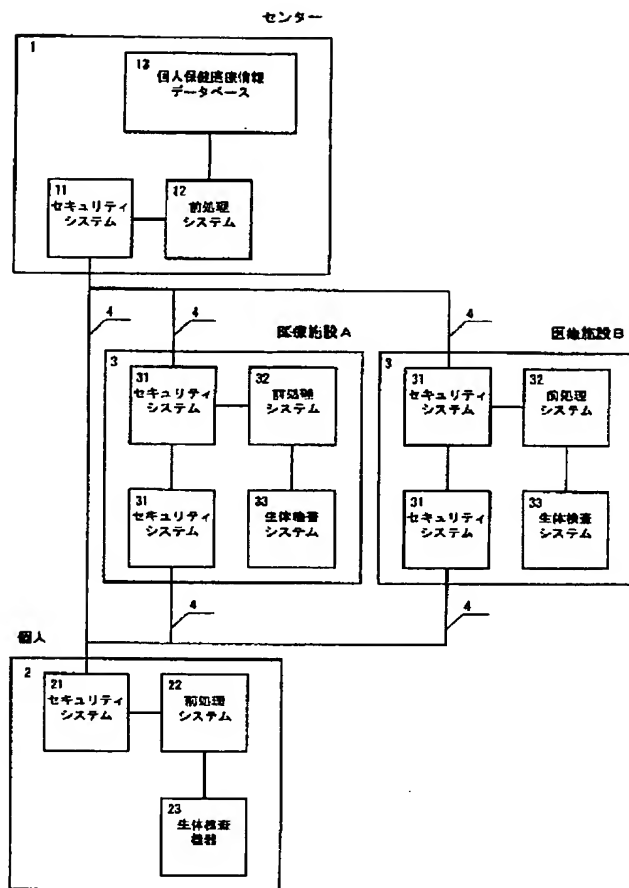 センター
1
13
個人保健医療情報
データベース
11
セキュリティ
システム
12
前処理
システム
4
4
4
医療施設A
医療施設B
3
31
セキュリティ
システム
32
前処理
システム
31
セキュリティ
システム
33
生体検査
システム
3
31
セキュリティ
システム
32
前処理
システム
31
セキュリティ
システム
33
生体検査
システム
4
4
個人
2
21
セキュリティ
システム
22
前処理
システム
23
生体検査
機器